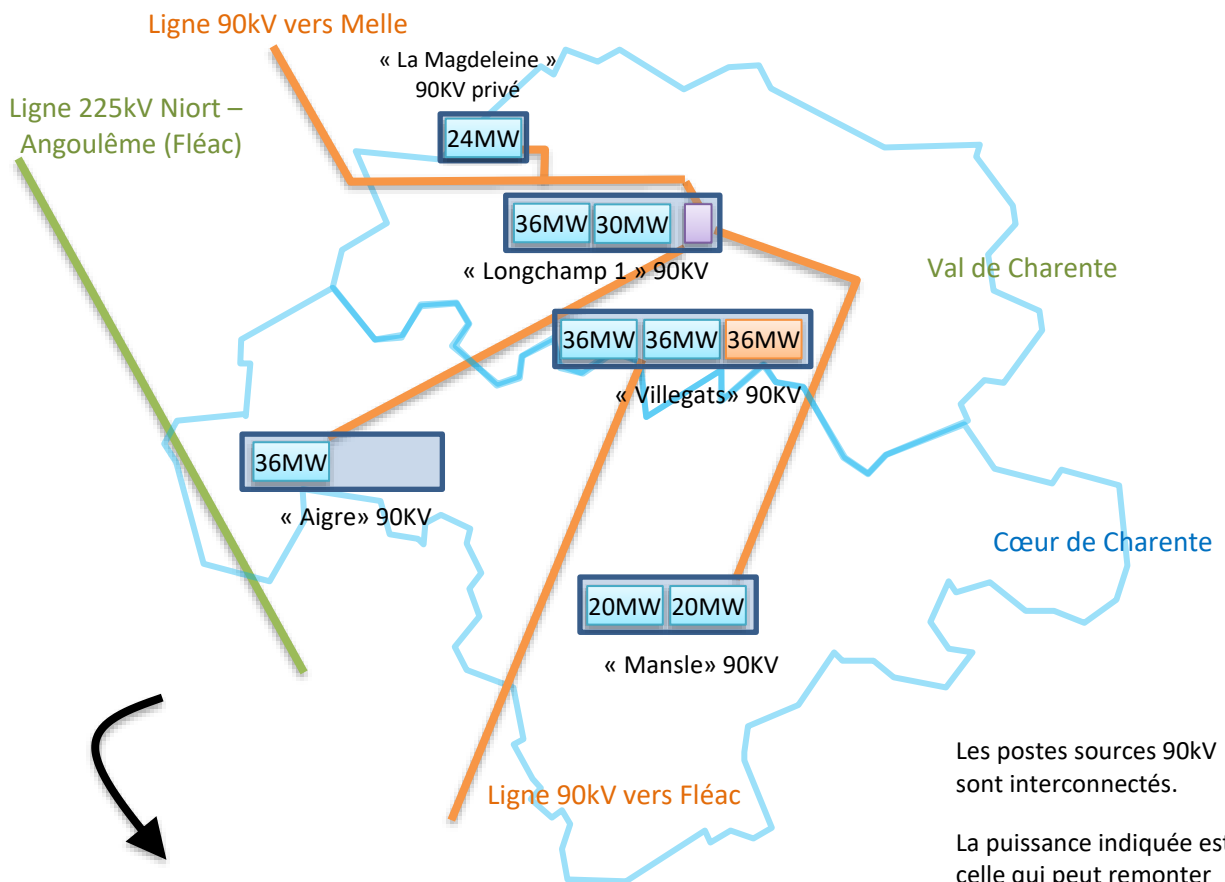 Ligne 90kV vers Melle
« La Magdeleine »
90KV privé
Ligne 225kV Niort –
Angoulême (Fléac)
24MW
36MW 30MW
« Longchamp 1 » 90KV
Val de Charente
36MW 36MW 36MW
« Villegats» 90KV
36MW
« Aigre» 90KV
Cœur de Charente
20MW 20MW
« Mansle» 90KV
Les postes sources 90kV
sont interconnectés.
Ligne 90kV vers Fléac
La puissance indiquée est
celle qui peut remonter